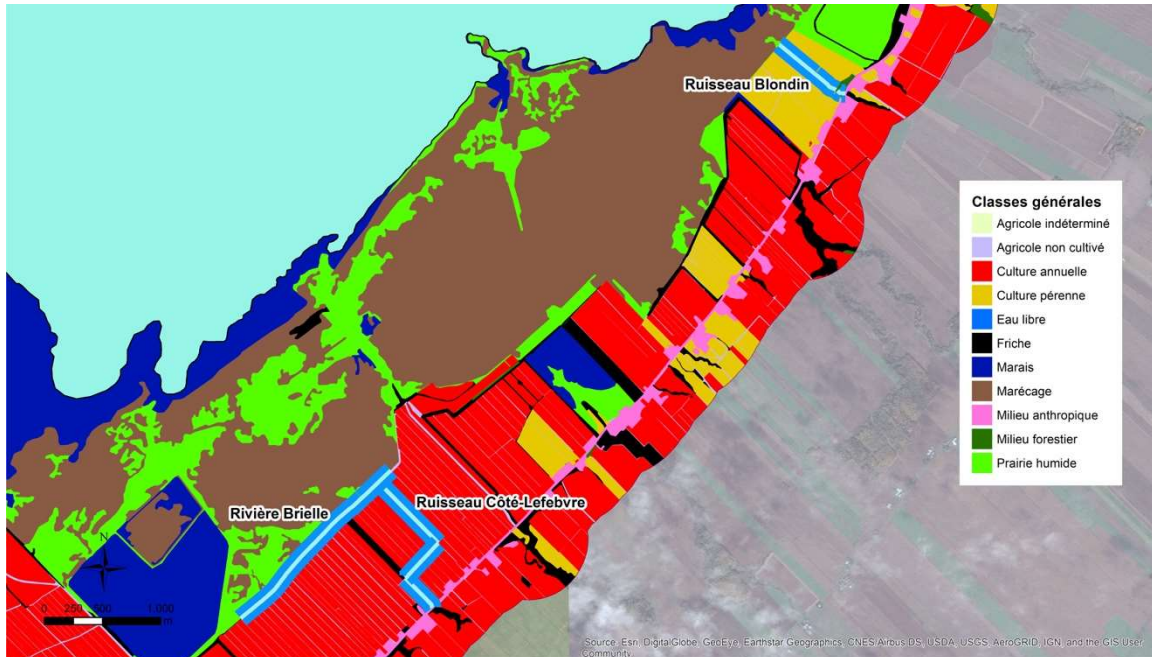 Ruisseau Blondin
Classes générales
Agricole indéterminé
Agricole non cultivé
Culture annuelle
Culture pérenne
Eau libre
Friche
Marais
Marécage
Milieu anthropique
Milieu forestier
Prairie humide
Ruisseau Côté-Lefebvre
Rivière Brielle
N
0 250 500 1.000
m
Source: Esri, DigitalGlobe, GeoEye, Earthstar Geographics, CNES/Airbus DS, USDA, USGS, AeroGRID, IGN, and the GIS User
Community